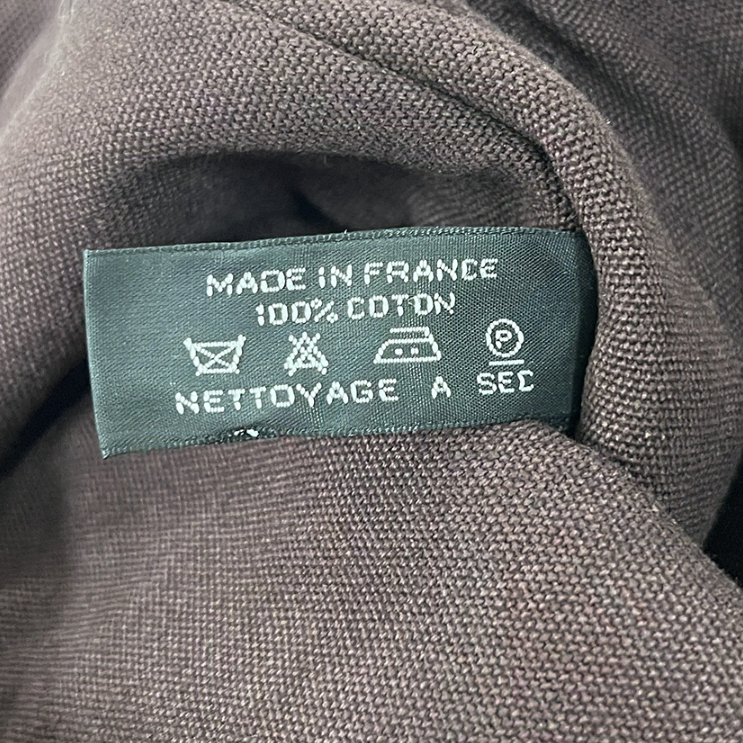 MADE IN FRANCE
100% COTON
P
NETTOYAGE A SEC